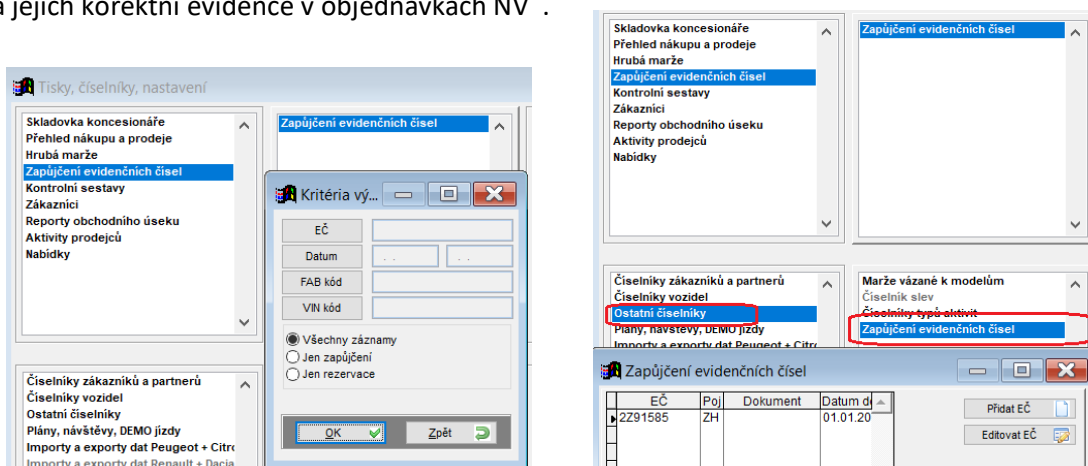 a jejich korektní evidence v objednávkách NV .
Tisky, číselníky, nastavení
Skladovka koncesionáře
Přehled nákupu a prodeje
Hrubá marže
Zapůjčení evidenčních čísel
Kontrolní sestavy
Zákazníci
Reporty obchodního úseku
Aktivity prodejců
Nabídky
Zapůjčení evidenčních čísel
Kritéria vý...
EČ
Datum
. .
. .
FAB kód
VIN kód
Všechny záznamy
Jen zapůjčení
Jen rezervace
OK
Zpět
Číselníky zákazníků a partnerů
Číselníky vozidel
Ostatní číselníky
Plány, návštěvy, DEMO jízdy
Importy a exporty dat Peugeot + Citro
Importy a exporty dat Renault + Dacia
Skladovka koncesionáře
Přehled nákupu a prodeje
Hrubá marže
Zapůjčení evidenčních čísel
Kontrolní sestavy
Zákazníci
Reporty obchodního úseku
Aktivity prodejců
Nabídky
Zapůjčení evidenčních čísel
Číselníky zákazníků a partnerů
Číselníky vozidel
Ostatní číselníky
Plány, návštěvy, DEMO jízdy
Importy a exporty dat Peugeot + Citro
Marže vázané k modelům
Číselník slev
Číselníky typů aktivit
Zapůjčení evidenčních čísel
Zapůjčení evidenčních čísel
EČ Poj Dokument Datum d
2Z91585 ZH 01.01.20
Přidat EČ
Editovat EČ